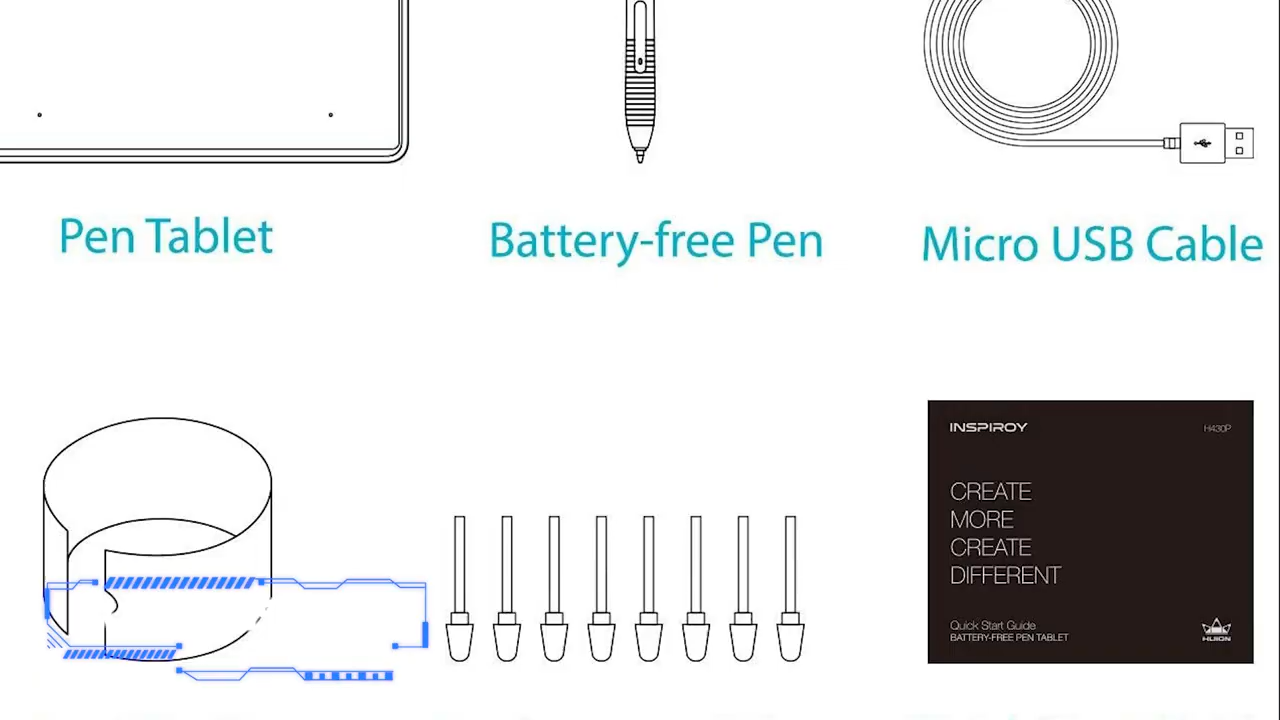 Pen Tablet
Battery-free Pen
Micro USB Cable
INSPIROY
H430P
CREATE
MORE
CREATE
DIFFERENT
Quick Start Guide
BATTERY-FREE PEN TABLET
HUION